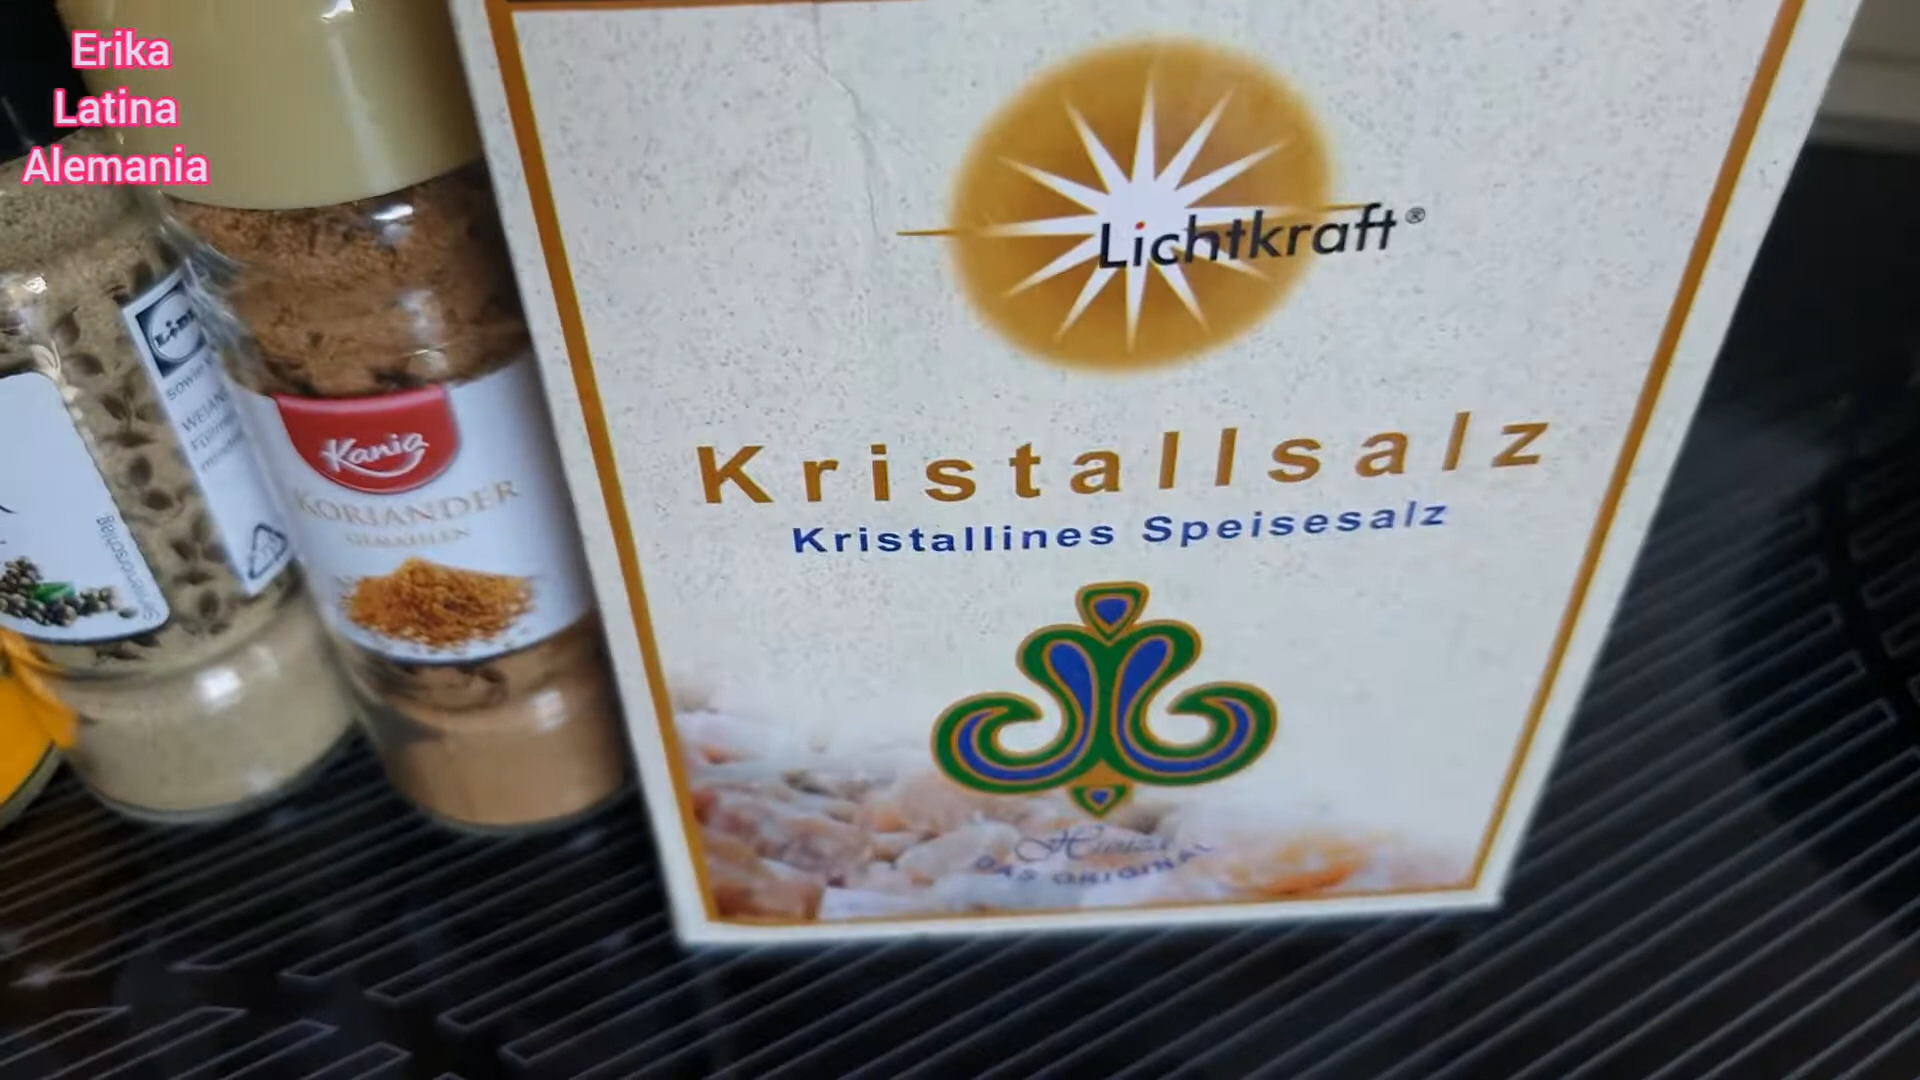 Erika
Latina
Alemania
Lichtkraft®
Kristallsalz
Kristallines Speisesalz
DAS ORIGINAL
Kania
KORIANDER
GEMAHLEN